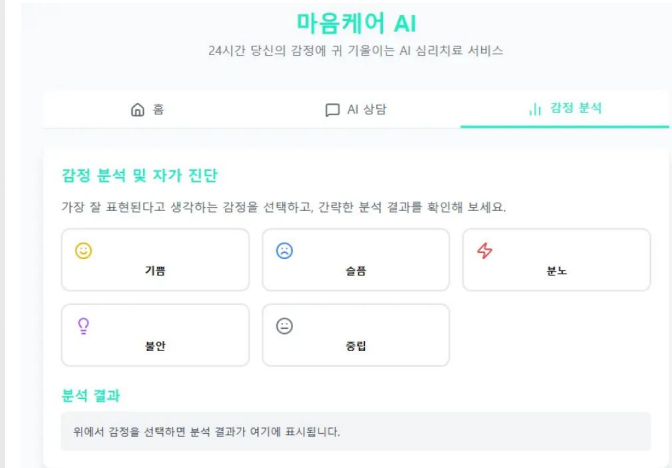 마음케어 AI
24시간 당신의 감정에 귀 기울이는 AI 심리치료 서비스
홈
AI 상담
감정 분석
감정 분석 및 자가 진단
가장 잘 표현된다고 생각하는 감정을 선택하고, 간략한 분석 결과를 확인해 보세요.
기쁨
슬픔
분노
불안
중립
분석 결과
위에서 감정을 선택하면 분석 결과가 여기에 표시됩니다.